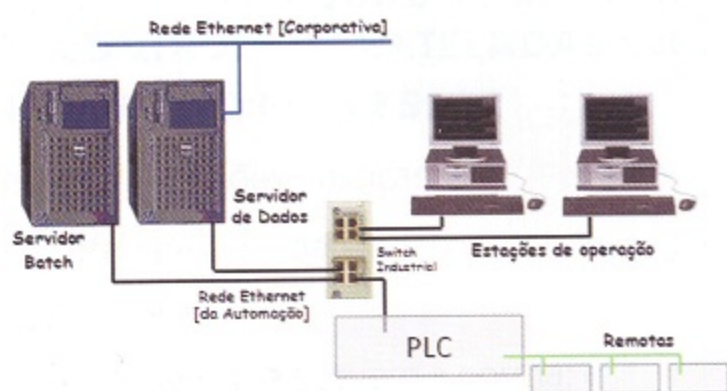 Rede Ethernet [Corporativa]
Servidor
de Dados
Servidor
Batch
Switch
Industrial
Estações de operação
Rede Ethernet
[da Automação]
PLC
Remotas